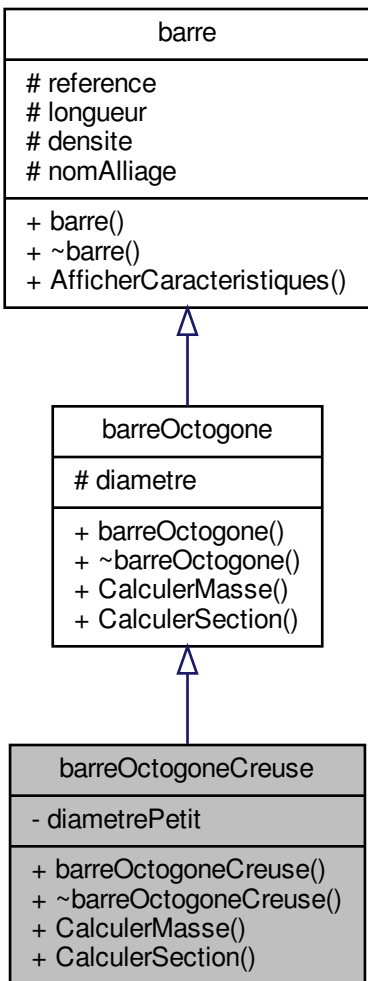 barre
# reference
# longueur
# densite
# nomAlliage
+ barre()
+ ~barre()
+ AfficherCaracteristiques()
barreOctogone
# diametre
+ barreOctogone()
+ ~barreOctogone()
+ CalculerMasse()
+ CalculerSection()
barreOctogoneCreuse
- diametrePetit
+ barreOctogoneCreuse()
+ ~barreOctogoneCreuse()
+ CalculerMasse()
+ CalculerSection()